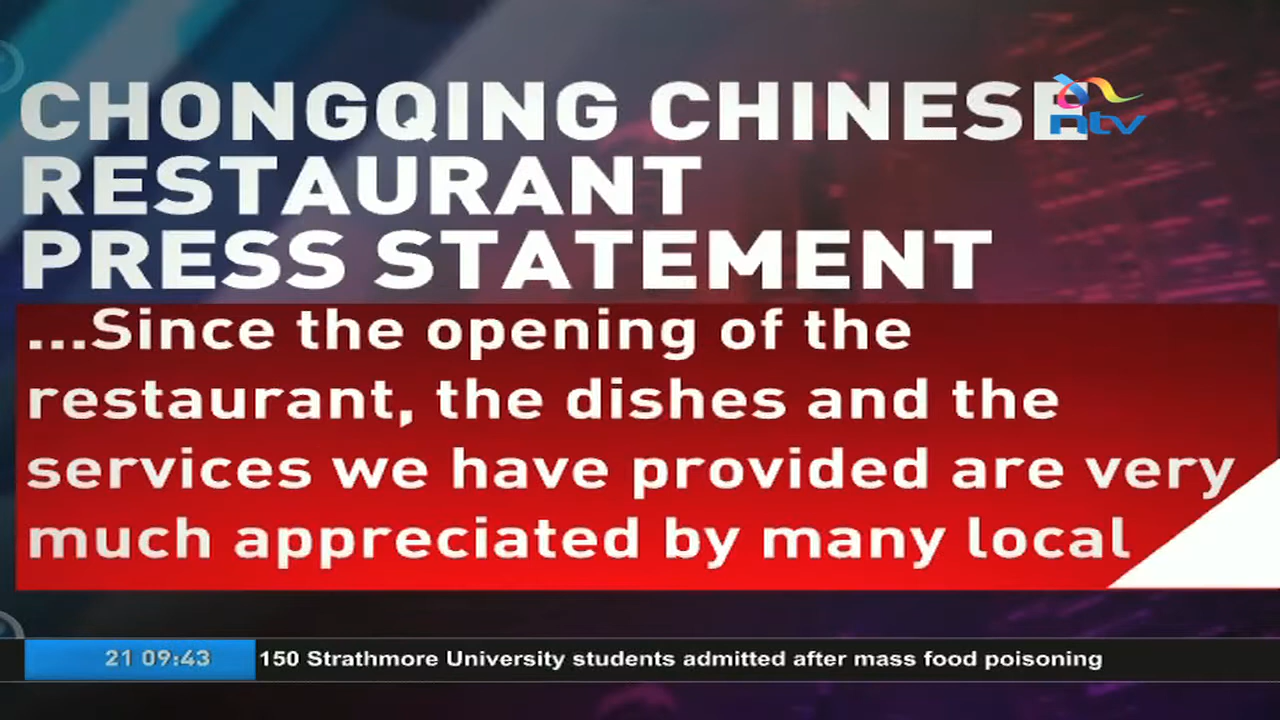 CHONGQING CHINESE
RESTAURANT
PRESS STATEMENT
ntv
...Since the opening of the
restaurant, the dishes and the
services we have provided are very
much appreciated by many local
21 09:43
150 Strathmore University students admitted after mass food poisoning